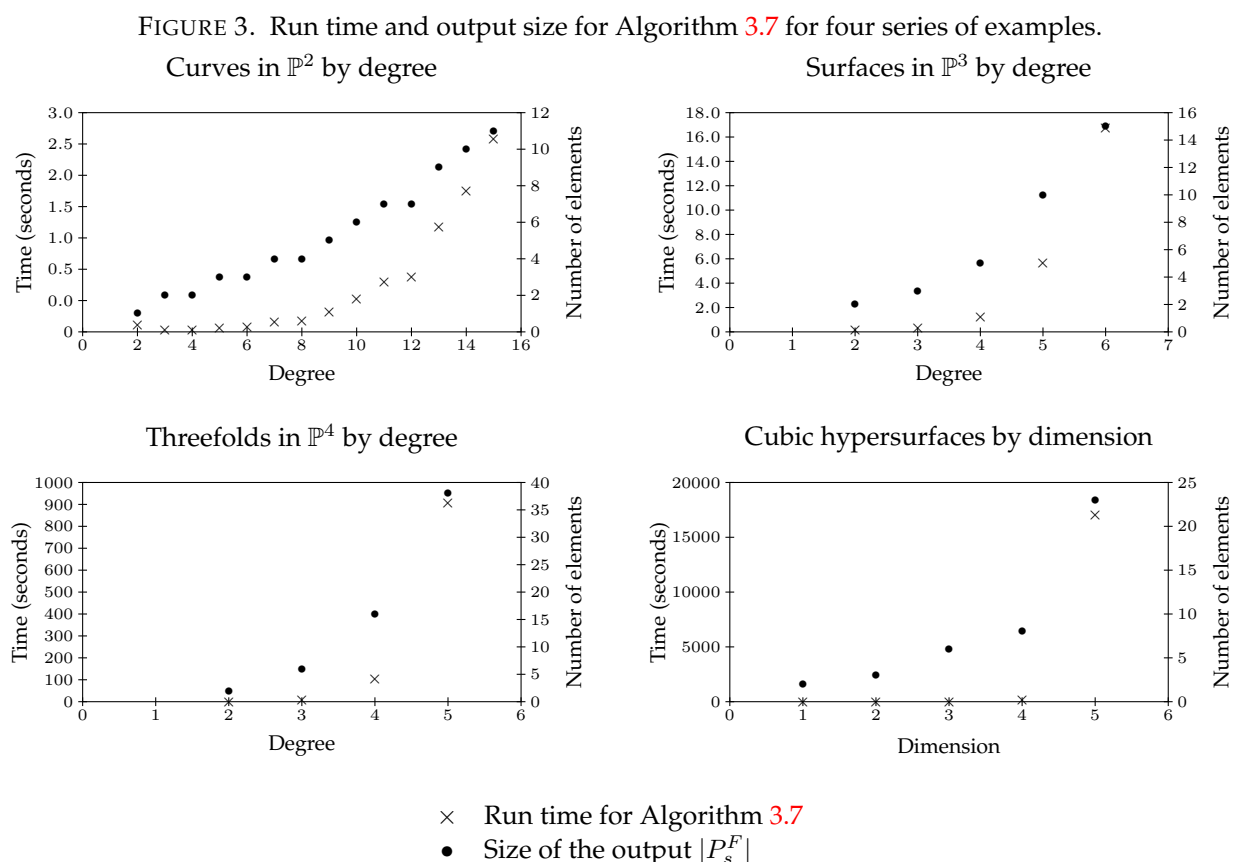 FIGURE 3. Run time and output size for Algorithm 3.7 for four series of examples.
Curves in ℙ² by degree
3.0
2.5
2.0
1.5
1.0
0.5
0.0
0
Time (seconds)
12
10
8
6
4
2
0
Number of elements
0 2 4 6 8 10 12 14 16
Degree
Surfaces in ℙ³ by degree
18.0
16.0
14.0
12.0
10.0
8.0
6.0
4.0
2.0
0
Time (seconds)
16
14
12
10
8
6
4
2
0
Number of elements
0 1 2 3 4 5 6 7
Degree
Threefolds in ℙ⁴ by degree
1000
900
800
700
600
500
400
300
200
100
0
Time (seconds)
40
35
30
25
20
15
10
5
0
Number of elements
0 1 2 3 4 5 6
Degree
Cubic hypersurfaces by dimension
20000
15000
10000
5000
0
Time (seconds)
25
20
15
10
5
0
Number of elements
0 1 2 3 4 5 6
Dimension
× Run time for Algorithm 3.7
• Size of the output |P_s^F|